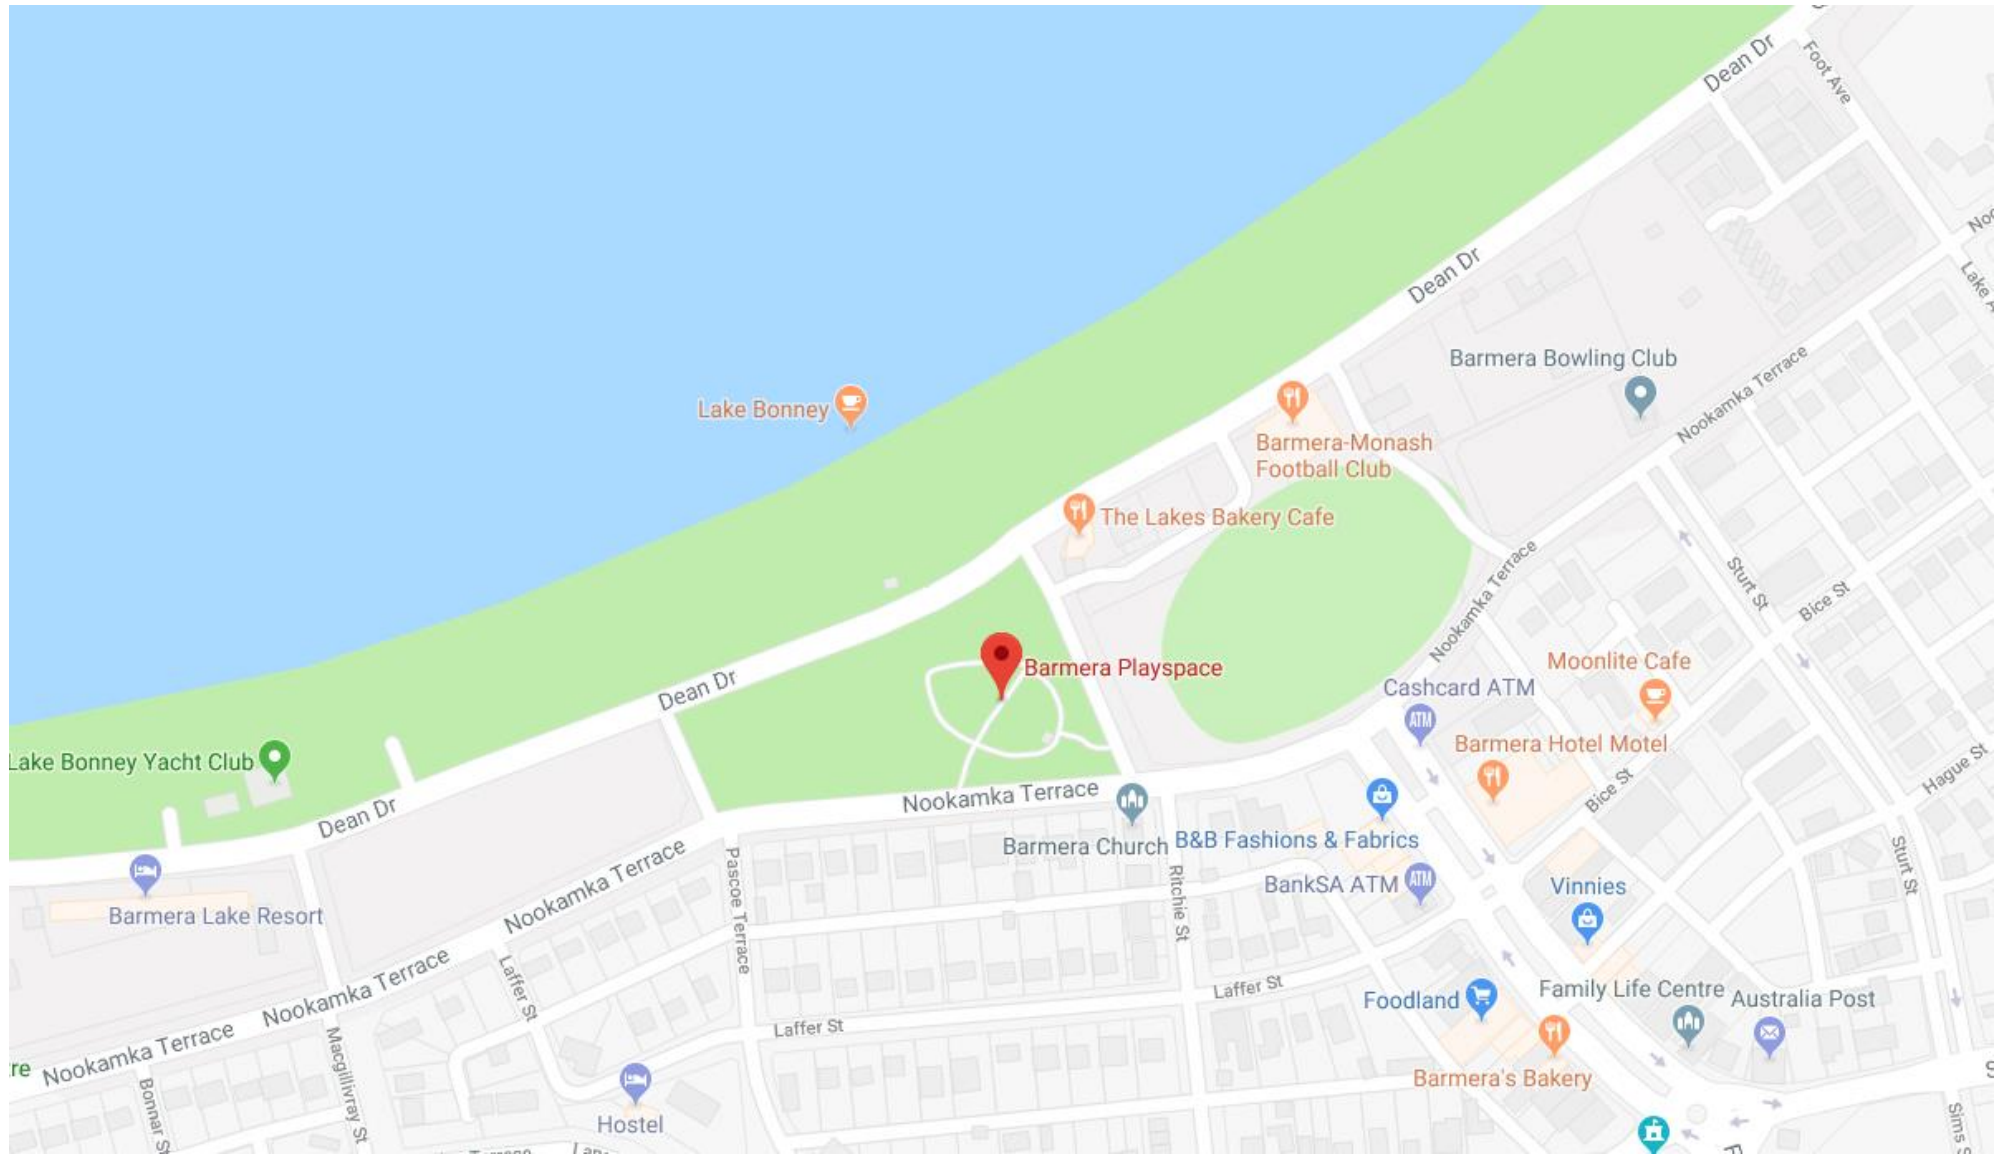 Dean Dr
Foot Ave
Dean Dr
Barmera Bowling Club
Nookamka Terrace
Lake Bonney
Barmera-Monash
Football Club
The Lakes Bakery Cafe
Nookamka Terrace
Sturt St
Bice St
Barmera Playspace
Moonlite Cafe
Cashcard ATM
ATM
Dean Dr
Barmera Hotel Motel
Lake Bonney Yacht Club
Bice St
Hague St
Nookamka Terrace
Dean Dr
Barmera Church
B&B Fashions & Fabrics
Nookamka Terrace
Pascoe Terrace
Ritchie St
BankSA ATM
ATM
Vinnies
Sturt St
Barmera Lake Resort
Nookamka Terrace
Laffer St
Laffer St
Foodland
Family Life Centre
Australia Post
Laffer St
Nookamka Terrace
re
Macgillivray St
Barmera's Bakery
Hostel
Bonnar St
Sims